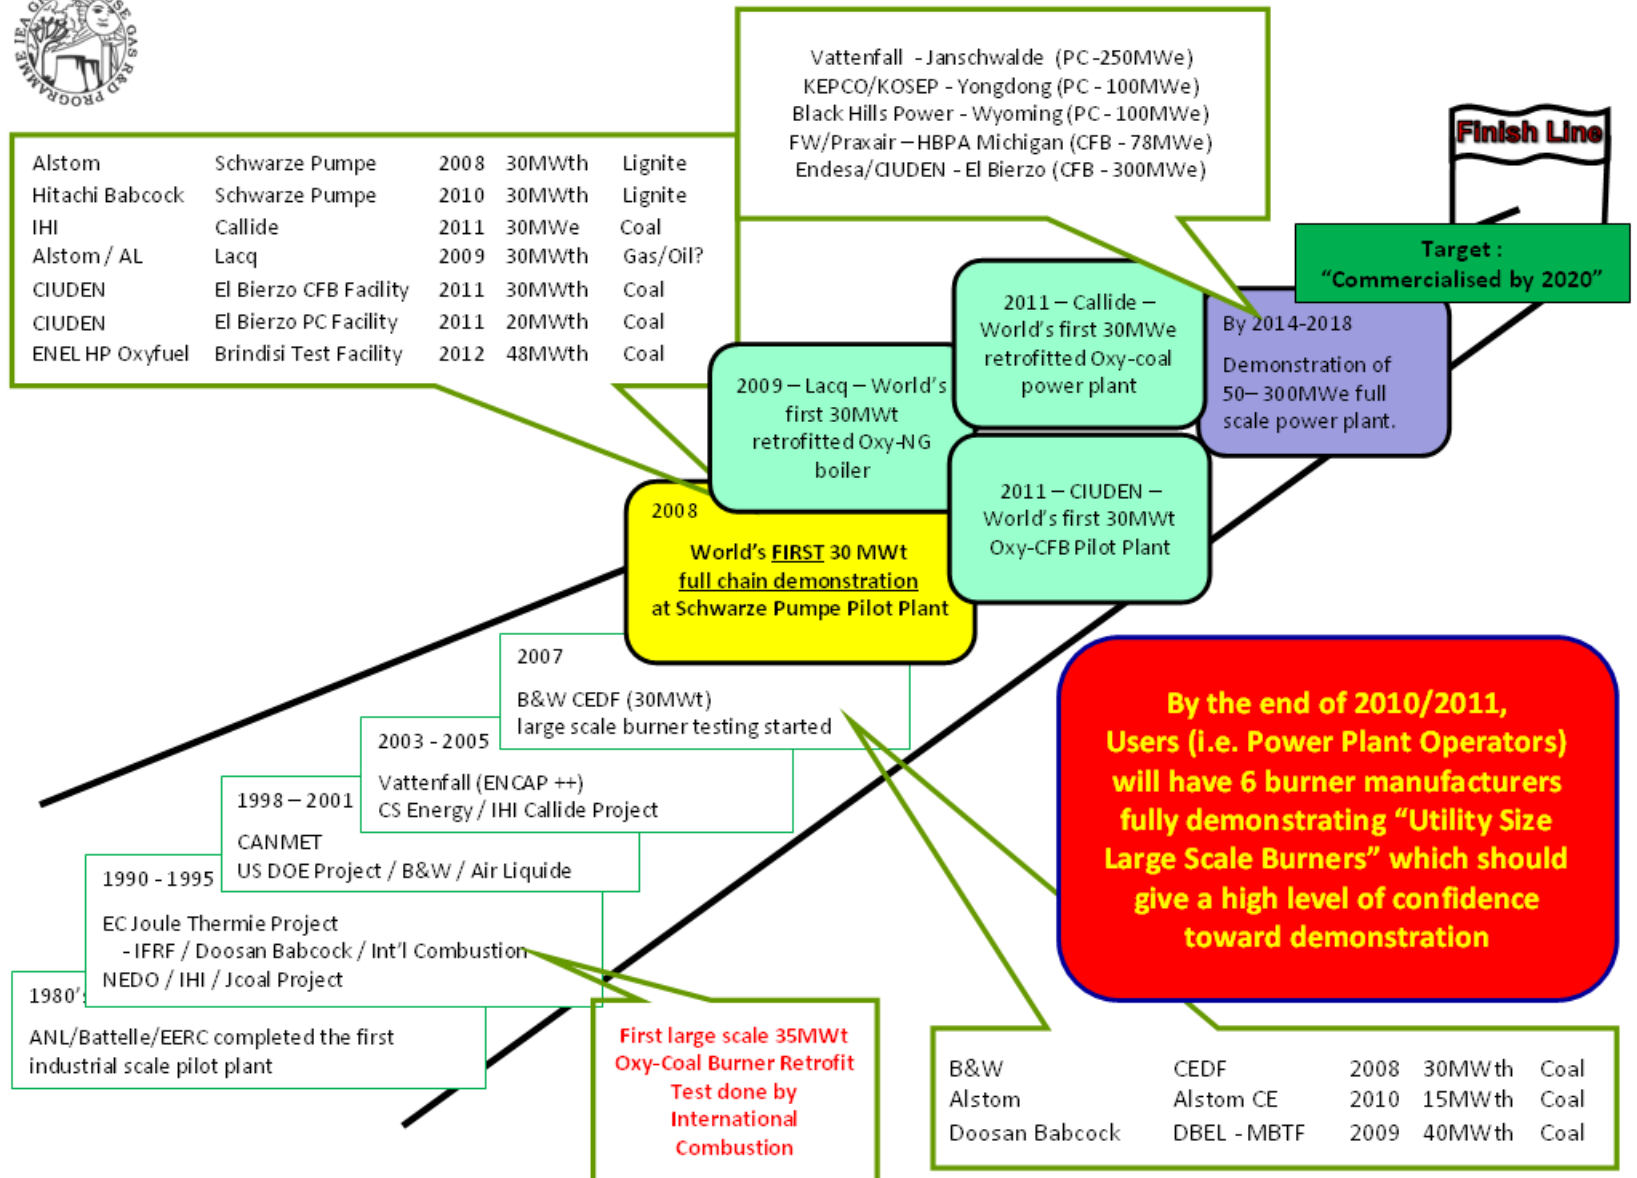 IEA GREENHOUSE GAS R&D PROGRAMME
Vattenfall - Janschwalde (PC -250MWe)
KEPCO/KOSEP - Yongdong (PC - 100MWe)
Black Hills Power - Wyoming (PC - 100MWe)
FW/Praxair – HBPA Michigan (CFB - 78MWe)
Endesa/CIUDEN - El Bierzo (CFB - 300MWe)
Finish Line
Target :
“Commercialised by 2020”
Alstom Schwarze Pumpe 2008 30MWth Lignite
Hitachi Babcock Schwarze Pumpe 2010 30MWth Lignite
IHI Callide 2011 30MWe Coal
Alstom / AL Lacq 2009 30MWth Gas/Oil?
CIUDEN El Bierzo CFB Facility 2011 30MWth Coal
CIUDEN El Bierzo PC Facility 2011 20MWth Coal
ENEL HP Oxyfuel Brindisi Test Facility 2012 48MWth Coal
2011 – Callide –
World’s first 30MWe
retrofitted Oxy-coal
power plant
By 2014-2018
Demonstration of
50– 300MWe full
scale power plant.
2009 – Lacq – World’s
first 30MWt
retrofitted Oxy-NG
boiler
2011 – CIUDEN –
World’s first 30MWt
Oxy-CFB Pilot Plant
2008
World’s FIRST 30 MWt
full chain demonstration
at Schwarze Pumpe Pilot Plant
2007
B&W CEDF (30MWt)
large scale burner testing started
2003 - 2005
Vattenfall (ENCAP ++)
CS Energy / IHI Callide Project
1998 – 2001
CANMET
US DOE Project / B&W / Air Liquide
1990 - 1995
EC Joule Thermie Project
- IFRF / Doosan Babcock / Int’l Combustion
NEDO / IHI / Jcoal Project
1980’s
ANL/Battelle/EERC completed the first
industrial scale pilot plant
By the end of 2010/2011,
Users (i.e. Power Plant Operators)
will have 6 burner manufacturers
fully demonstrating “Utility Size
Large Scale Burners” which should
give a high level of confidence
toward demonstration
First large scale 35MWt
Oxy-Coal Burner Retrofit
Test done by
International
Combustion
B&W CEDF 2008 30MWth Coal
Alstom Alstom CE 2010 15MWth Coal
Doosan Babcock DBEL - MBTF 2009 40MWth Coal